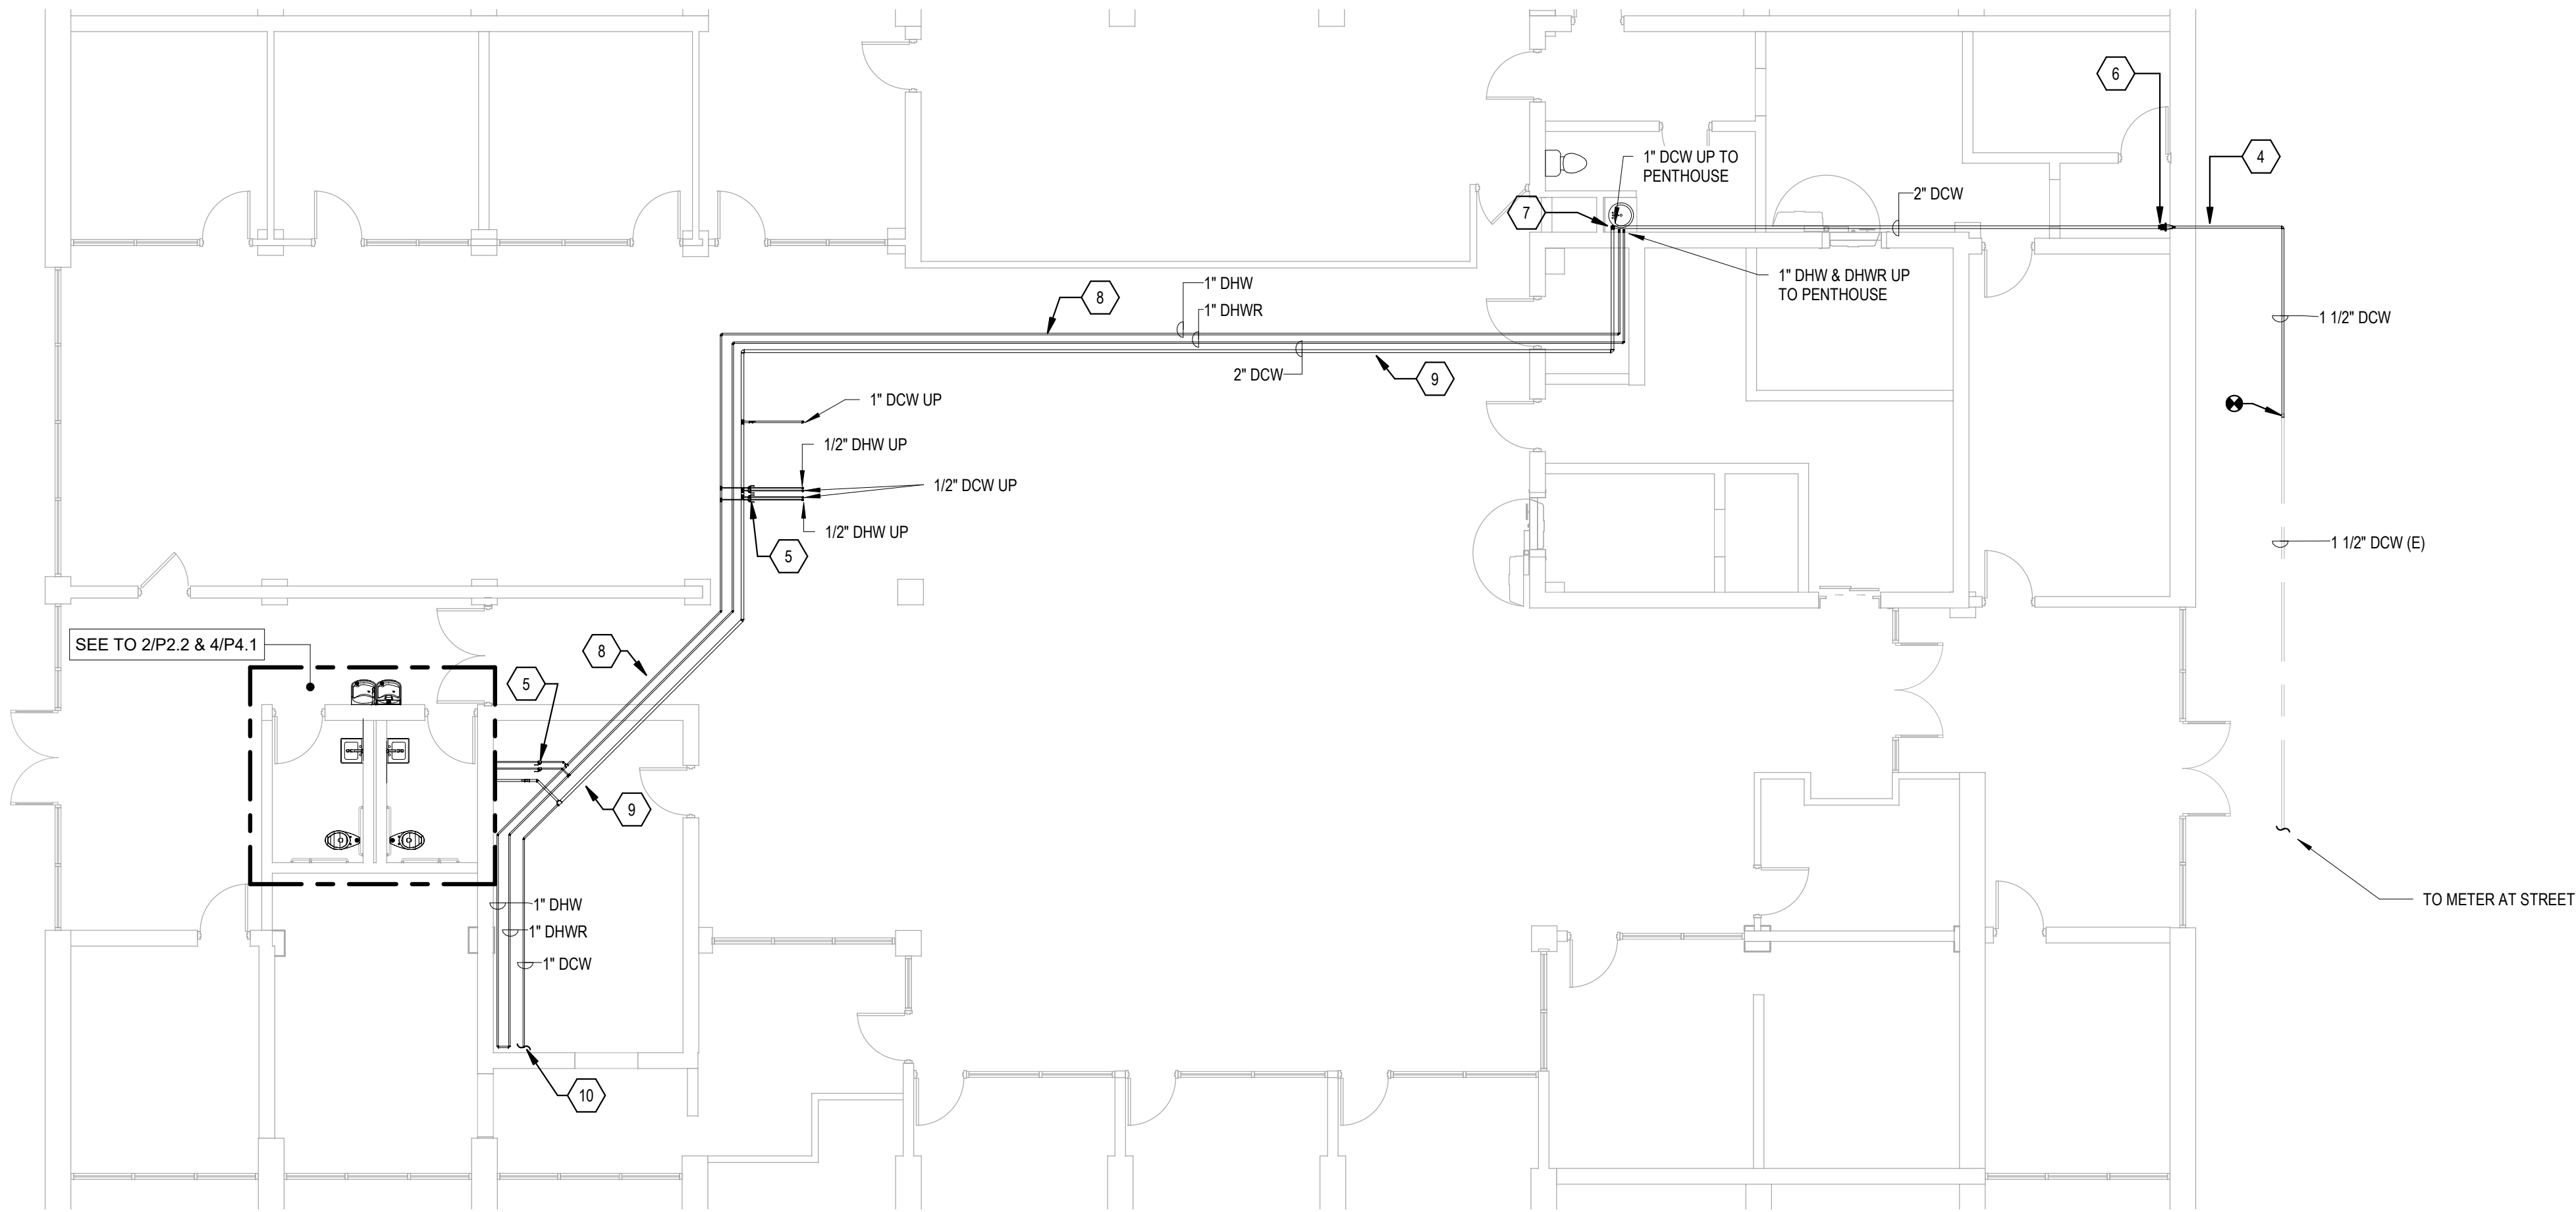 6
4
1" DCW UP TO
PENTHOUSE
7
2" DCW
1" DHW & DHWR UP
TO PENTHOUSE
8
1" DHW
1" DHWR
1 1/2" DCW
2" DCW
9
1" DCW UP
1/2" DHW UP
1/2" DCW UP
1/2" DHW UP
5
1 1/2" DCW (E)
SEE TO 2/P2.2 & 4/P4.1
8
5
9
1" DHW
1" DHWR
1" DCW
TO METER AT STREET
10